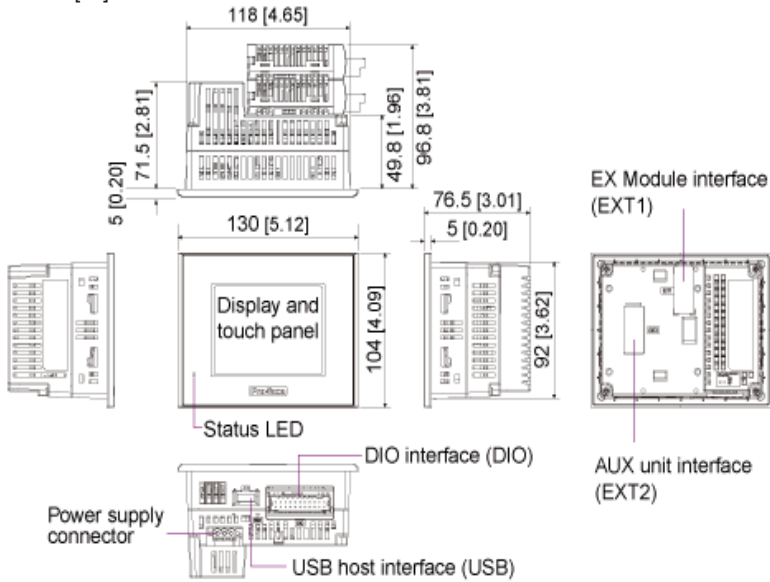 118 [4.65]
71.5 [2.81]
49.8 [1.96]
96.8 [3.81]
5 [0.20]
130 [5.12]
76.5 [3.01]
5 [0.20]
EX Module interface
(EXT1)
Display and
touch panel
104 [4.09]
92 [3.62]
Pro-face
Status LED
DIO interface (DIO)
AUX unit interface
(EXT2)
Power supply
connector
USB host interface (USB)